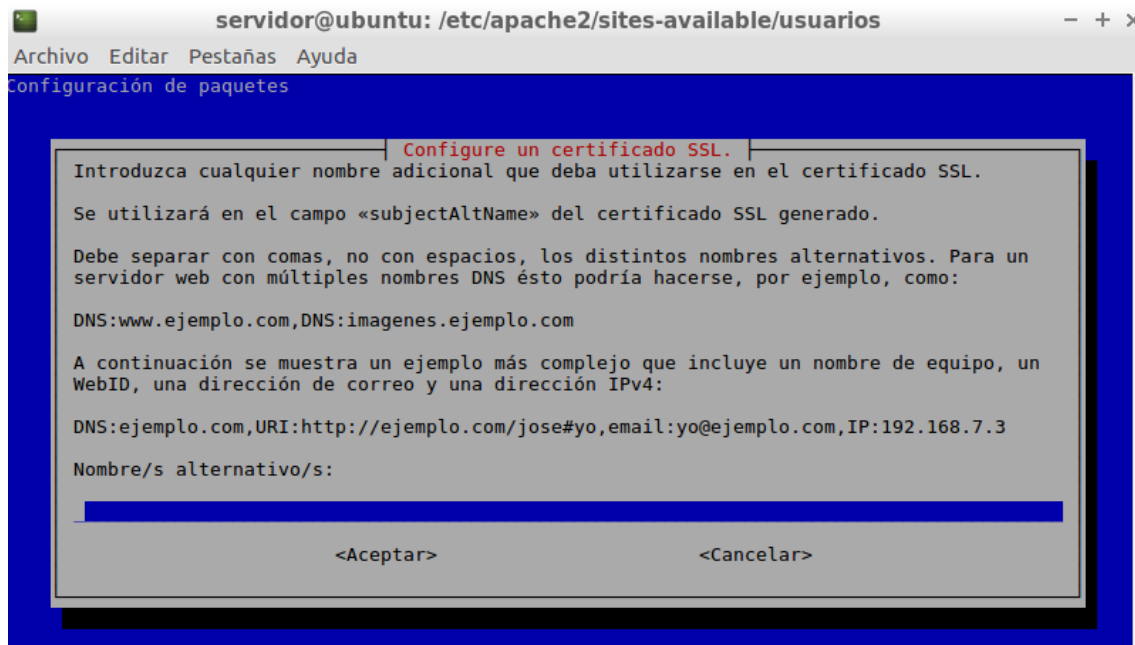 servidor@ubuntu: /etc/apache2/sites-available/usuarios
Archivo Editar Pestañas Ayuda
Configuración de paquetes
Configure un certificado SSL.
Introduzca cualquier nombre adicional que deba utilizarse en el certificado SSL.
Se utilizará en el campo «subjectAltName» del certificado SSL generado.
Debe separar con comas, no con espacios, los distintos nombres alternativos. Para un
servidor web con múltiples nombres DNS ésto podría hacerse, por ejemplo, como:
DNS:www.ejemplo.com,DNS:imagenes.ejemplo.com
A continuación se muestra un ejemplo más complejo que incluye un nombre de equipo, un
WebID, una dirección de correo y una dirección IPv4:
DNS:ejemplo.com,URI:http://ejemplo.com/jose#yo,email:yo@ejemplo.com,IP:192.168.7.3
Nombre/s alternativo/s:
<Aceptar> <Cancelar>